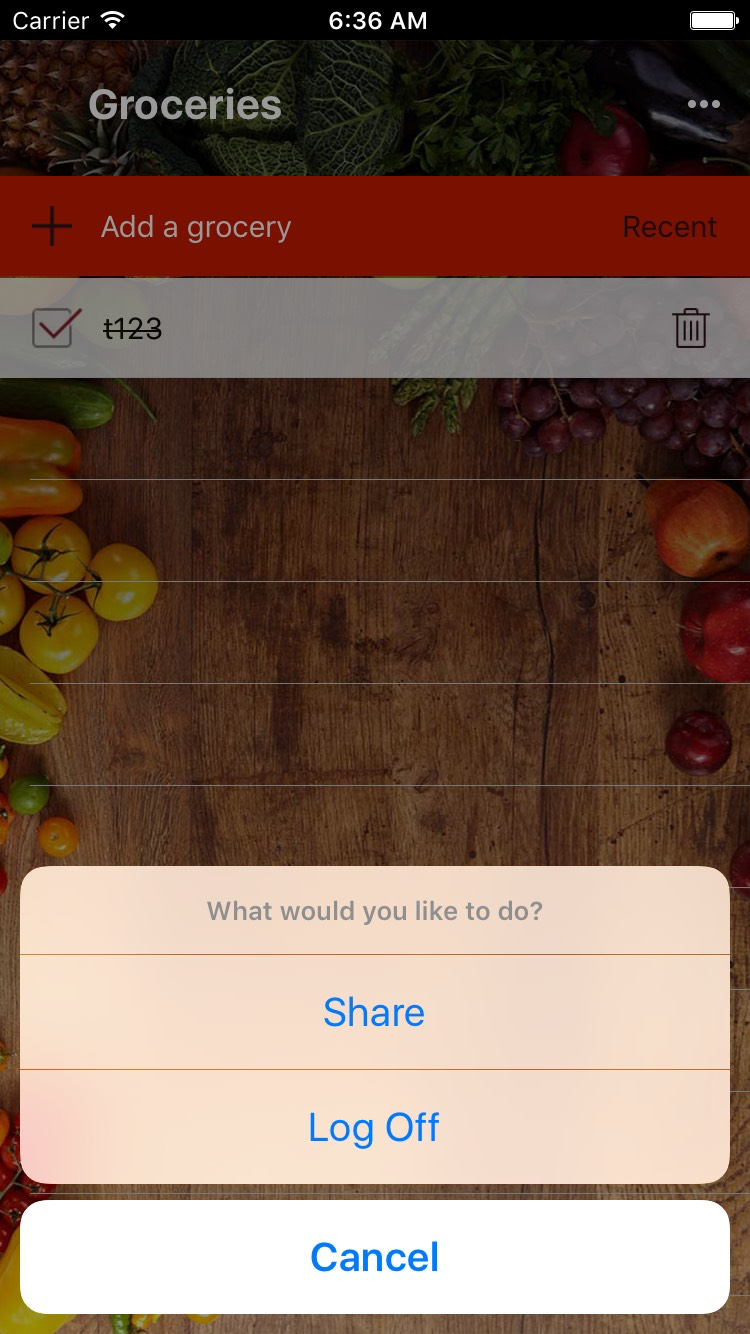 Carrier 6:36 AM
Groceries
Add a grocery Recent
t123
What would you like to do?
Share
Log Off
Cancel